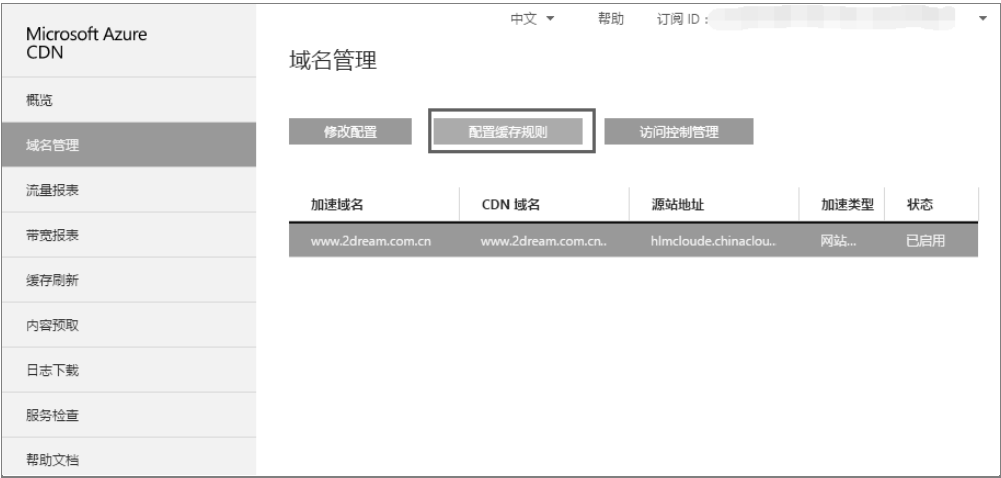 Microsoft Azure
CDN
中文 帮助 订阅 ID：
域名管理
概览
域名管理
流量报表
带宽报表
缓存刷新
内容预取
日志下载
服务检查
帮助文档
修改配置 配置缓存规则 访问控制管理
加速域名 CDN 域名 源站地址 加速类型 状态
www.2dream.com.cn www.2dream.com.cn.. hlmcloude.chinaclou.. 网站... 已启用